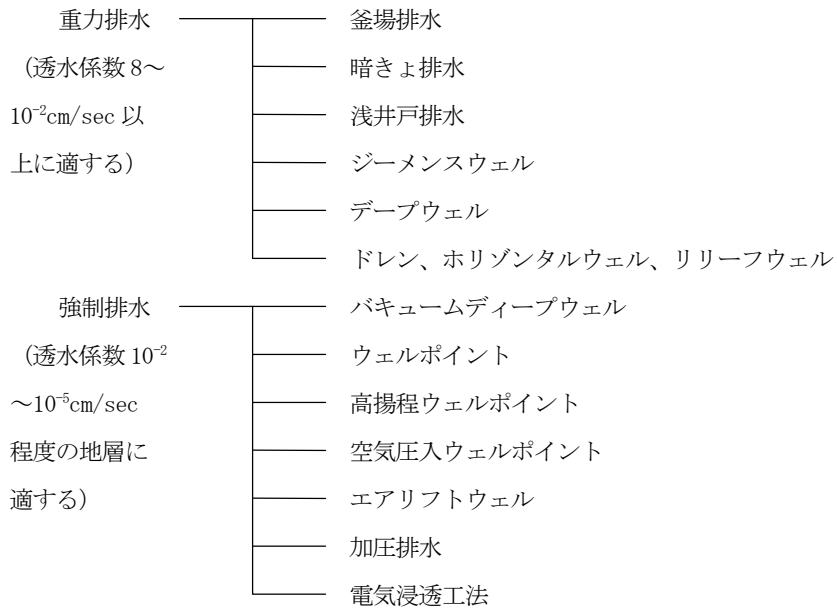 重力排水
(透水係数 8～
10⁻²cm/sec 以
上に適する)
釜場排水
暗きょ排水
浅井戸排水
ジーメンスウェル
デープウェル
ドレン、ホリゾンタルウェル、リリーフウェル
強制排水
(透水係数 10⁻²
～10⁻⁵cm/sec
程度の地層に
適する)
バキュームディープウェル
ウェルポイント
高揚程ウェルポイント
空気圧入ウェルポイント
エアリフトウェル
加圧排水
電気浸透工法